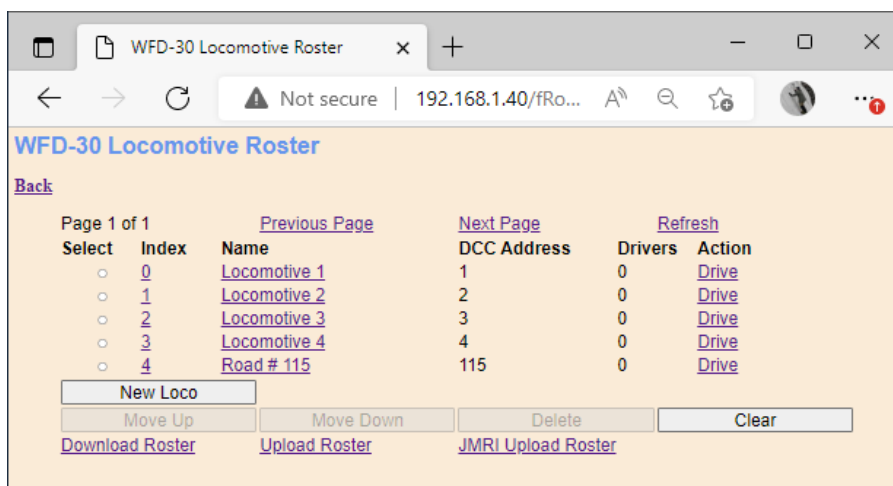 WFD-30 Locomotive Roster
Not secure | 192.168.1.40/fRo...
WFD-30 Locomotive Roster
Back
Page 1 of 1 Previous Page Next Page Refresh
Select Index Name DCC Address Drivers Action
0 Locomotive 1 1 0 Drive
1 Locomotive 2 2 0 Drive
2 Locomotive 3 3 0 Drive
3 Locomotive 4 4 0 Drive
4 Road # 115 115 0 Drive
New Loco
Move Up Move Down Delete Clear
Download Roster Upload Roster JMRI Upload Roster